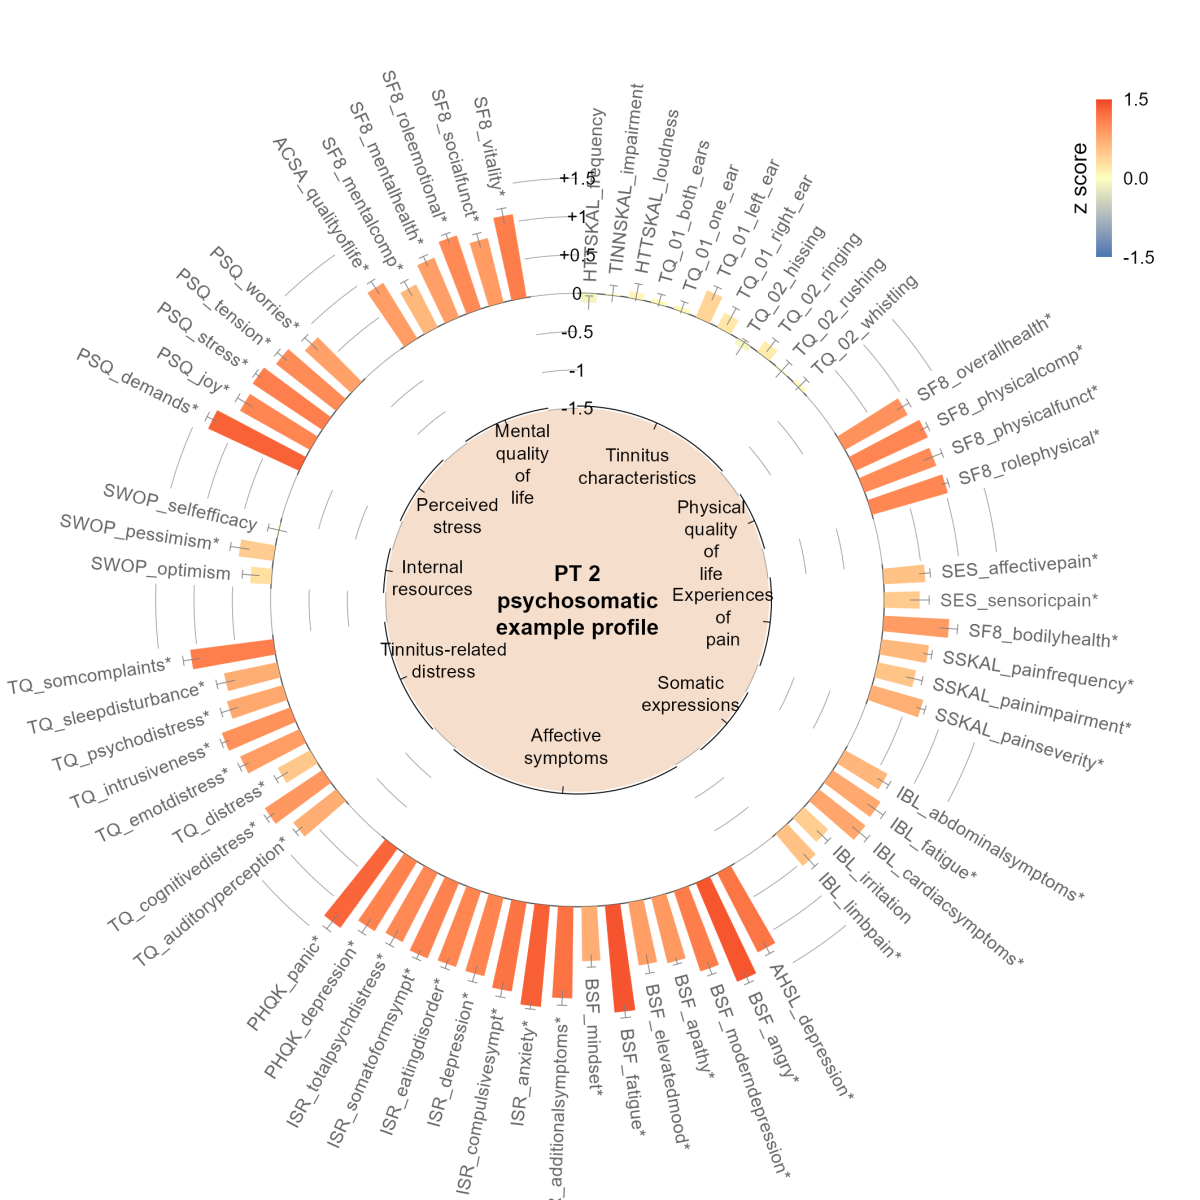 1.5
0.0
-1.5
z score
+1.5
+1
+0.5
0
-0.5
-1
-1.5
HTTSKAL_frequency
TINNSKAL_impairment
HTTSKAL_loudness
TQ_01_both_ears
TQ_01_one_ear
TQ_01_left_ear
TQ_01_right_ear
TQ_02_hissing
TQ_02_ringing
TQ_02_rushing
TQ_02_whistling
SF8_overallhealth*
SF8_physicalcomp*
SF8_physicalfunct*
SF8_rolephysical*
SES_affectivepain*
SES_sensoricpain*
SF8_bodilyhealth*
SSKAL_painfrequency*
SSKAL_painimpairment*
SSKAL_painseverity*
IBL_abdominalsymptoms*
IBL_fatigue*
IBL_cardiacsymptoms*
IBL_irritation
IBL_limbpain*
AHSL_depression*
BSF_angry*
BSF_moderndepression*
BSF_apathy*
BSF_elevatedmood*
BSF_fatigue*
BSF_mindset*
_additionalsymptoms*
ISR_anxiety*
ISR_compulsivesympt*
ISR_depression*
ISR_eatingdisorder*
ISR_somatoformsympt*
ISR_totalpsychdistress*
PHQK_depression*
PHQK_panic*
TQ_auditoryperception*
TQ_cognitivedistress*
TQ_distress*
TQ_emotdistress*
TQ_intrusiveness*
TQ_psychodistress*
TQ_sleepdisturbance*
TQ_somcomplaints*
SWOP_optimism
SWOP_pessimism*
SWOP_selfefficacy
PSQ_demands*
PSQ_joy*
PSQ_stress*
PSQ_tension*
PSQ_worries*
ACSA_qualityoflife*
SF8_mentalcomp*
SF8_mentalhealth*
SF8_roleemotional*
SF8_socialfunct*
SF8_vitality*
Mental
quality
of
life
Tinnitus
characteristics
Physical
quality
of
life
Experiences
of
pain
Somatic
expressions
Affective
symptoms
Tinnitus-related
distress
Internal
resources
Perceived
stress
PT 2
psychosomatic
example profile